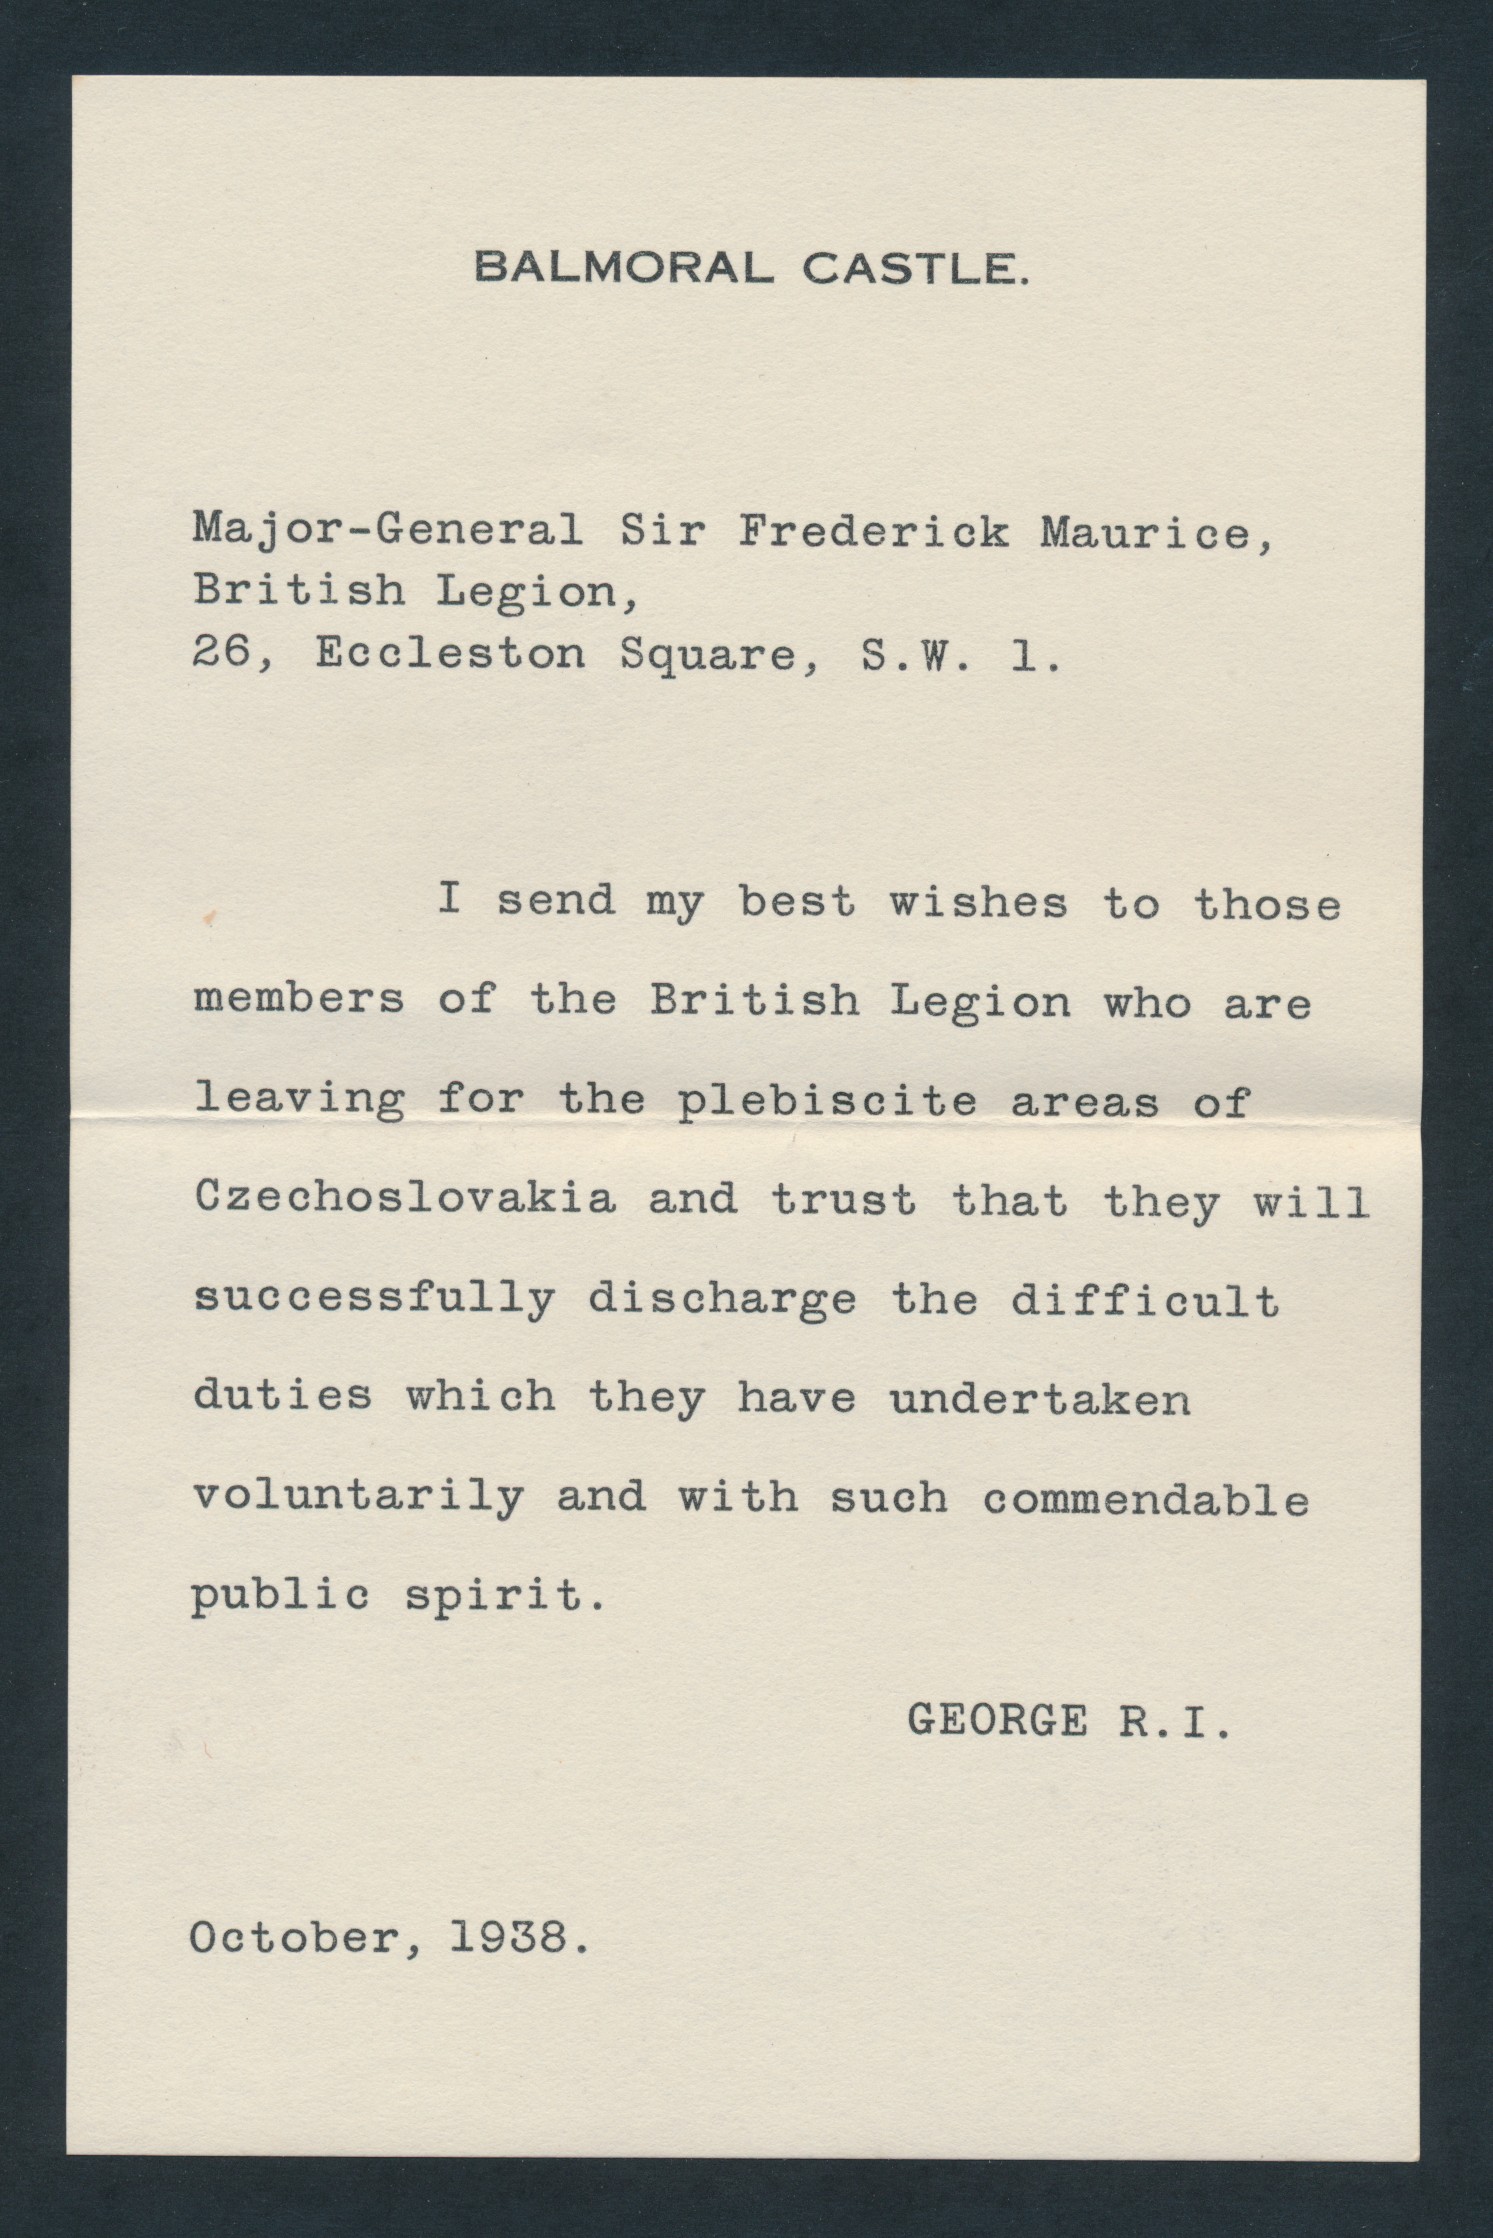 BALMORAL CASTLE.
Major-General Sir Frederick Maurice,
British Legion,
26, Eccleston Square, S.W. 1.
I send my best wishes to those
members of the British Legion who are
leaving for the plebiscite areas of
Czechoslovakia and trust that they will
successfully discharge the difficult
duties which they have undertaken
voluntarily and with such commendable
public spirit.
GEORGE R.I.
October, 1938.